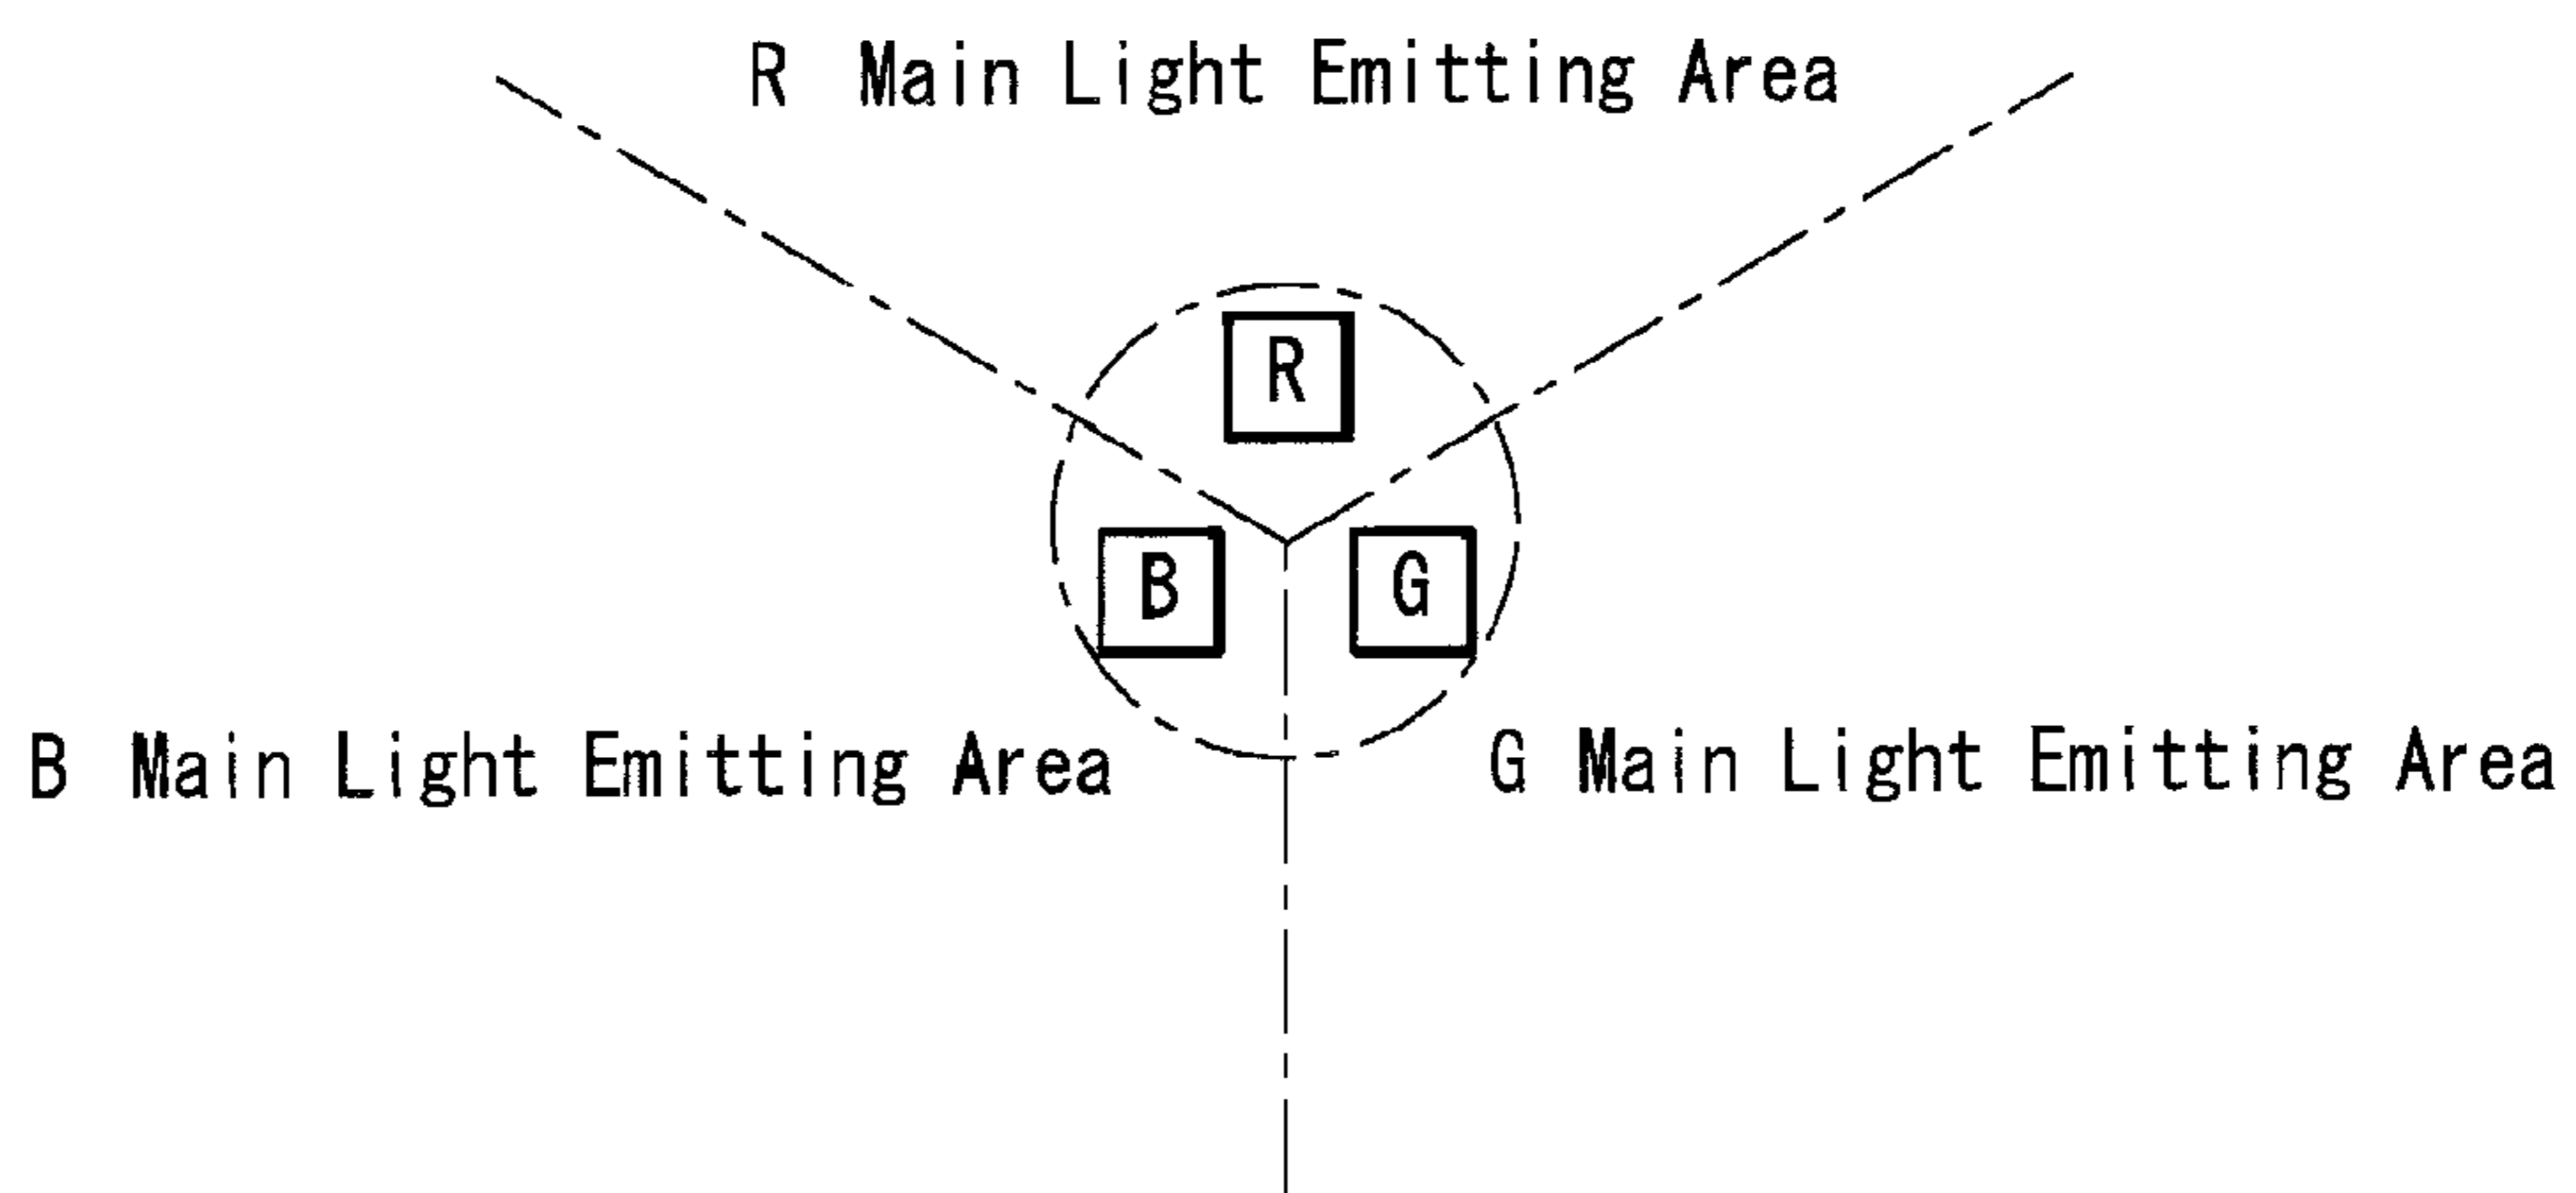 R Main Light Emitting Area
R
B
G
B Main Light Emitting Area
G Main Light Emitting Area